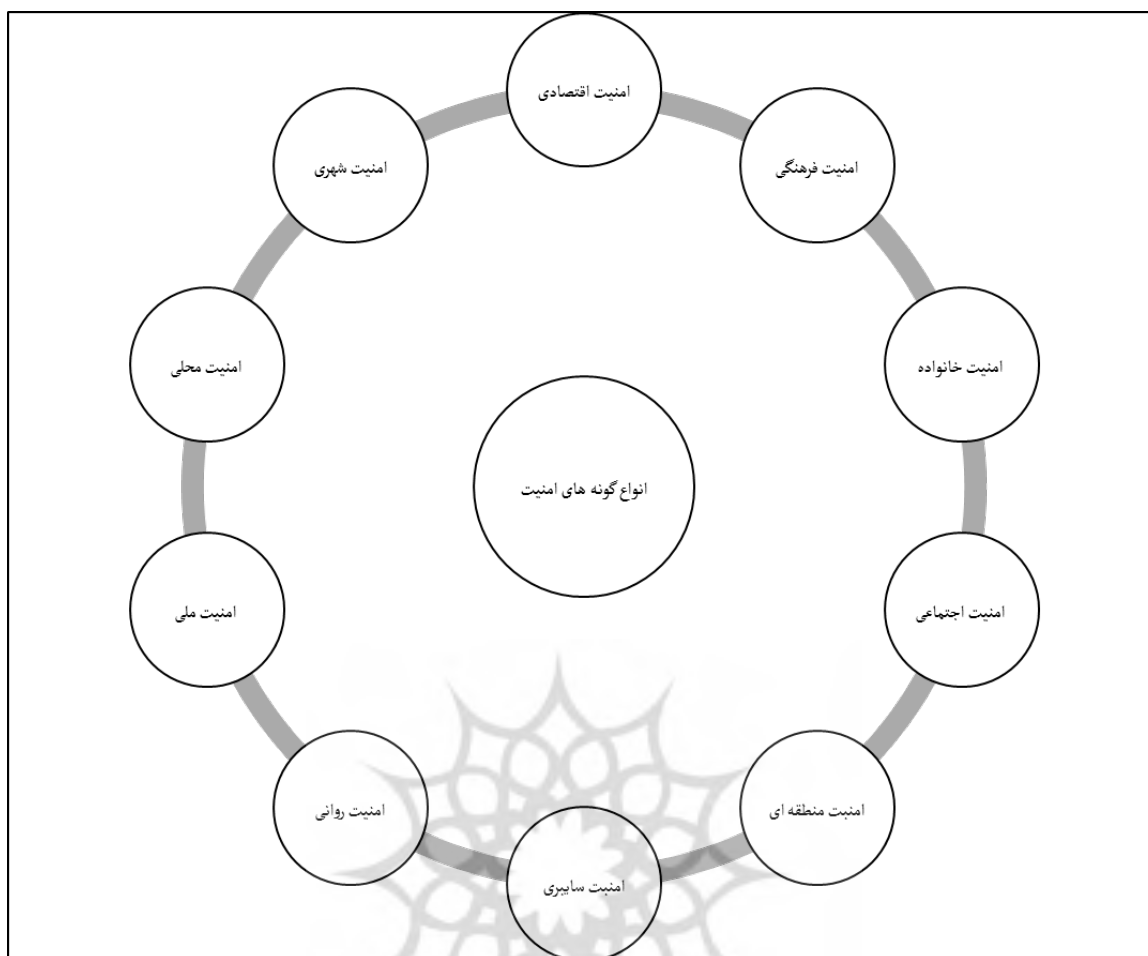 امنیت اقتصادی
امنیت فرهنگی
امنیت خانواده
امنیت اجتماعی
امنبت منطقه ای
امنبت سایبری
امنیت روانی
امنیت ملی
امنیت محلی
امنیت شهری
انواع گونه های امنیت